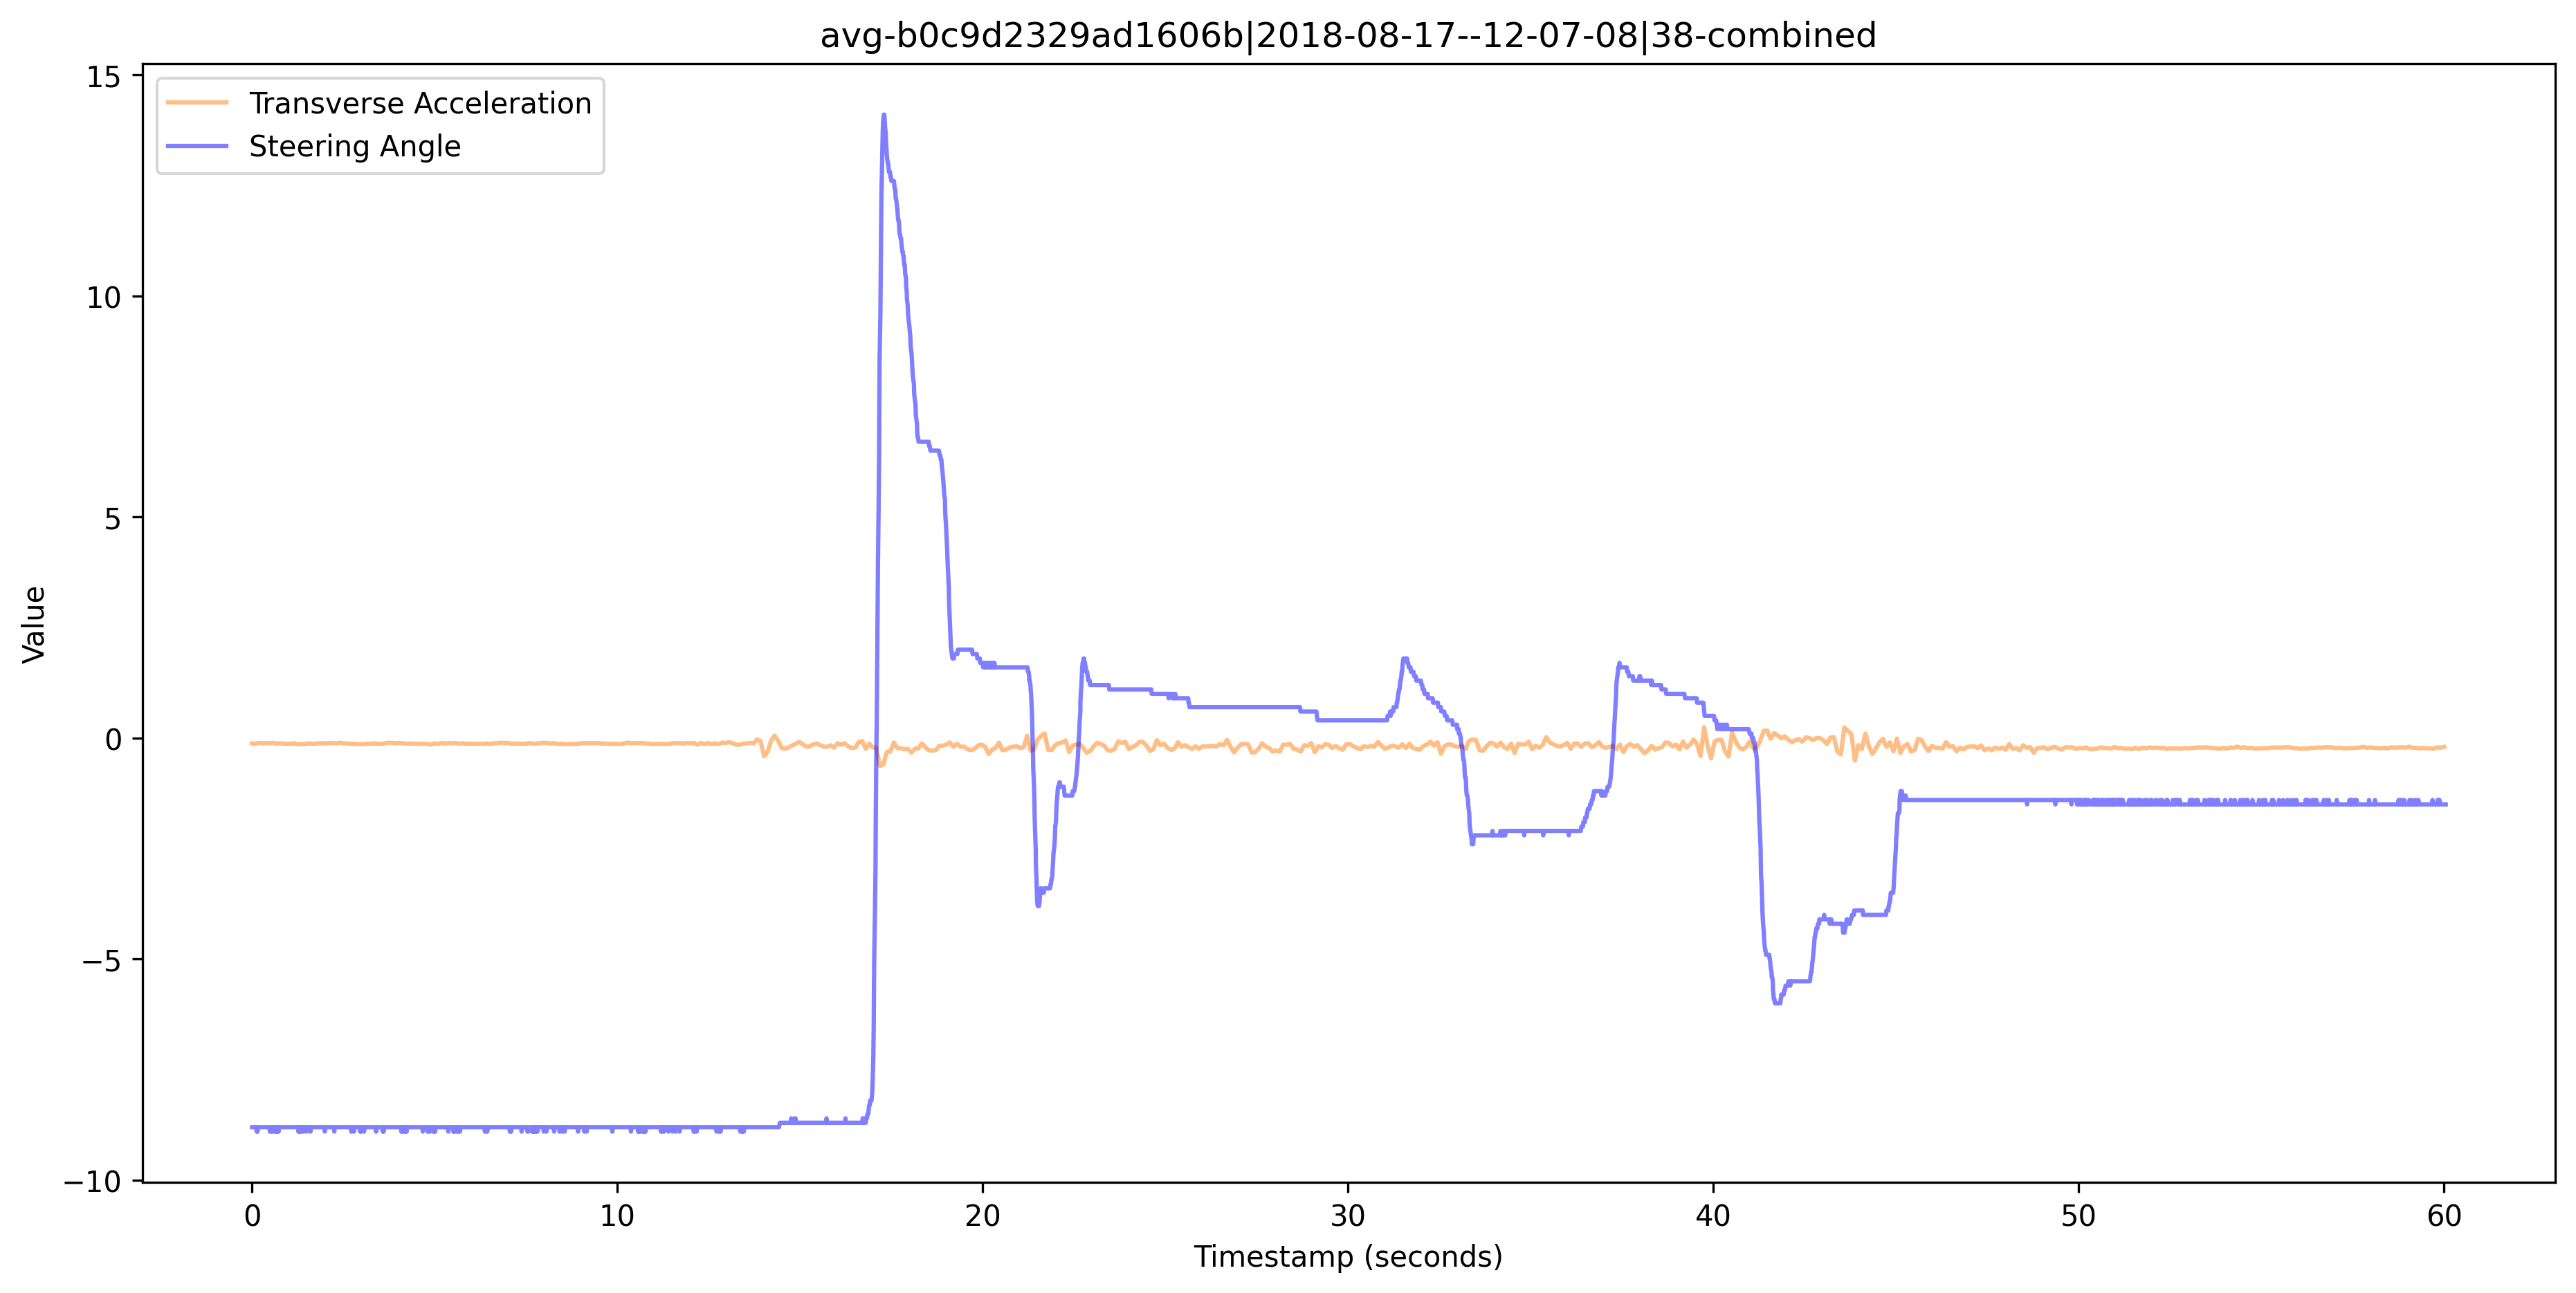 avg-b0c9d2329ad1606b|2018-08-17--12-07-08|38-combined
Transverse Acceleration
Steering Angle
15
10
5
0
−5
−10
Value
0 10 20 30 40 50 60
Timestamp (seconds)